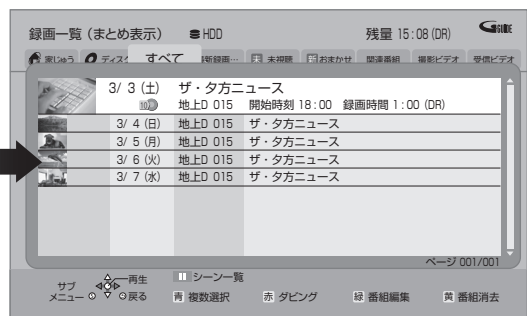 録画一覧 (まとめ表示) HDD 残量 15:08 (DR) GGUIDE
家じゅう ディスク すべて 新録画… 未視聴 おまかせ 関連番組 撮影ビデオ 受信ビデオ
3/ 3 (土) ザ・夕方ニュース
地上D 015 開始時刻 18:00 録画時間 1:00 (DR)
3/ 4 (日) 地上D 015 ザ・夕方ニュース
3/ 5 (月) 地上D 015 ザ・夕方ニュース
3/ 6 (火) 地上D 015 ザ・夕方ニュース
3/ 7 (水) 地上D 015 ザ・夕方ニュース
ページ 001/001
サブメニュー 再生 戻る シーン一覧
青 複数選択 赤 ダビング 緑 番組編集 黄 番組消去